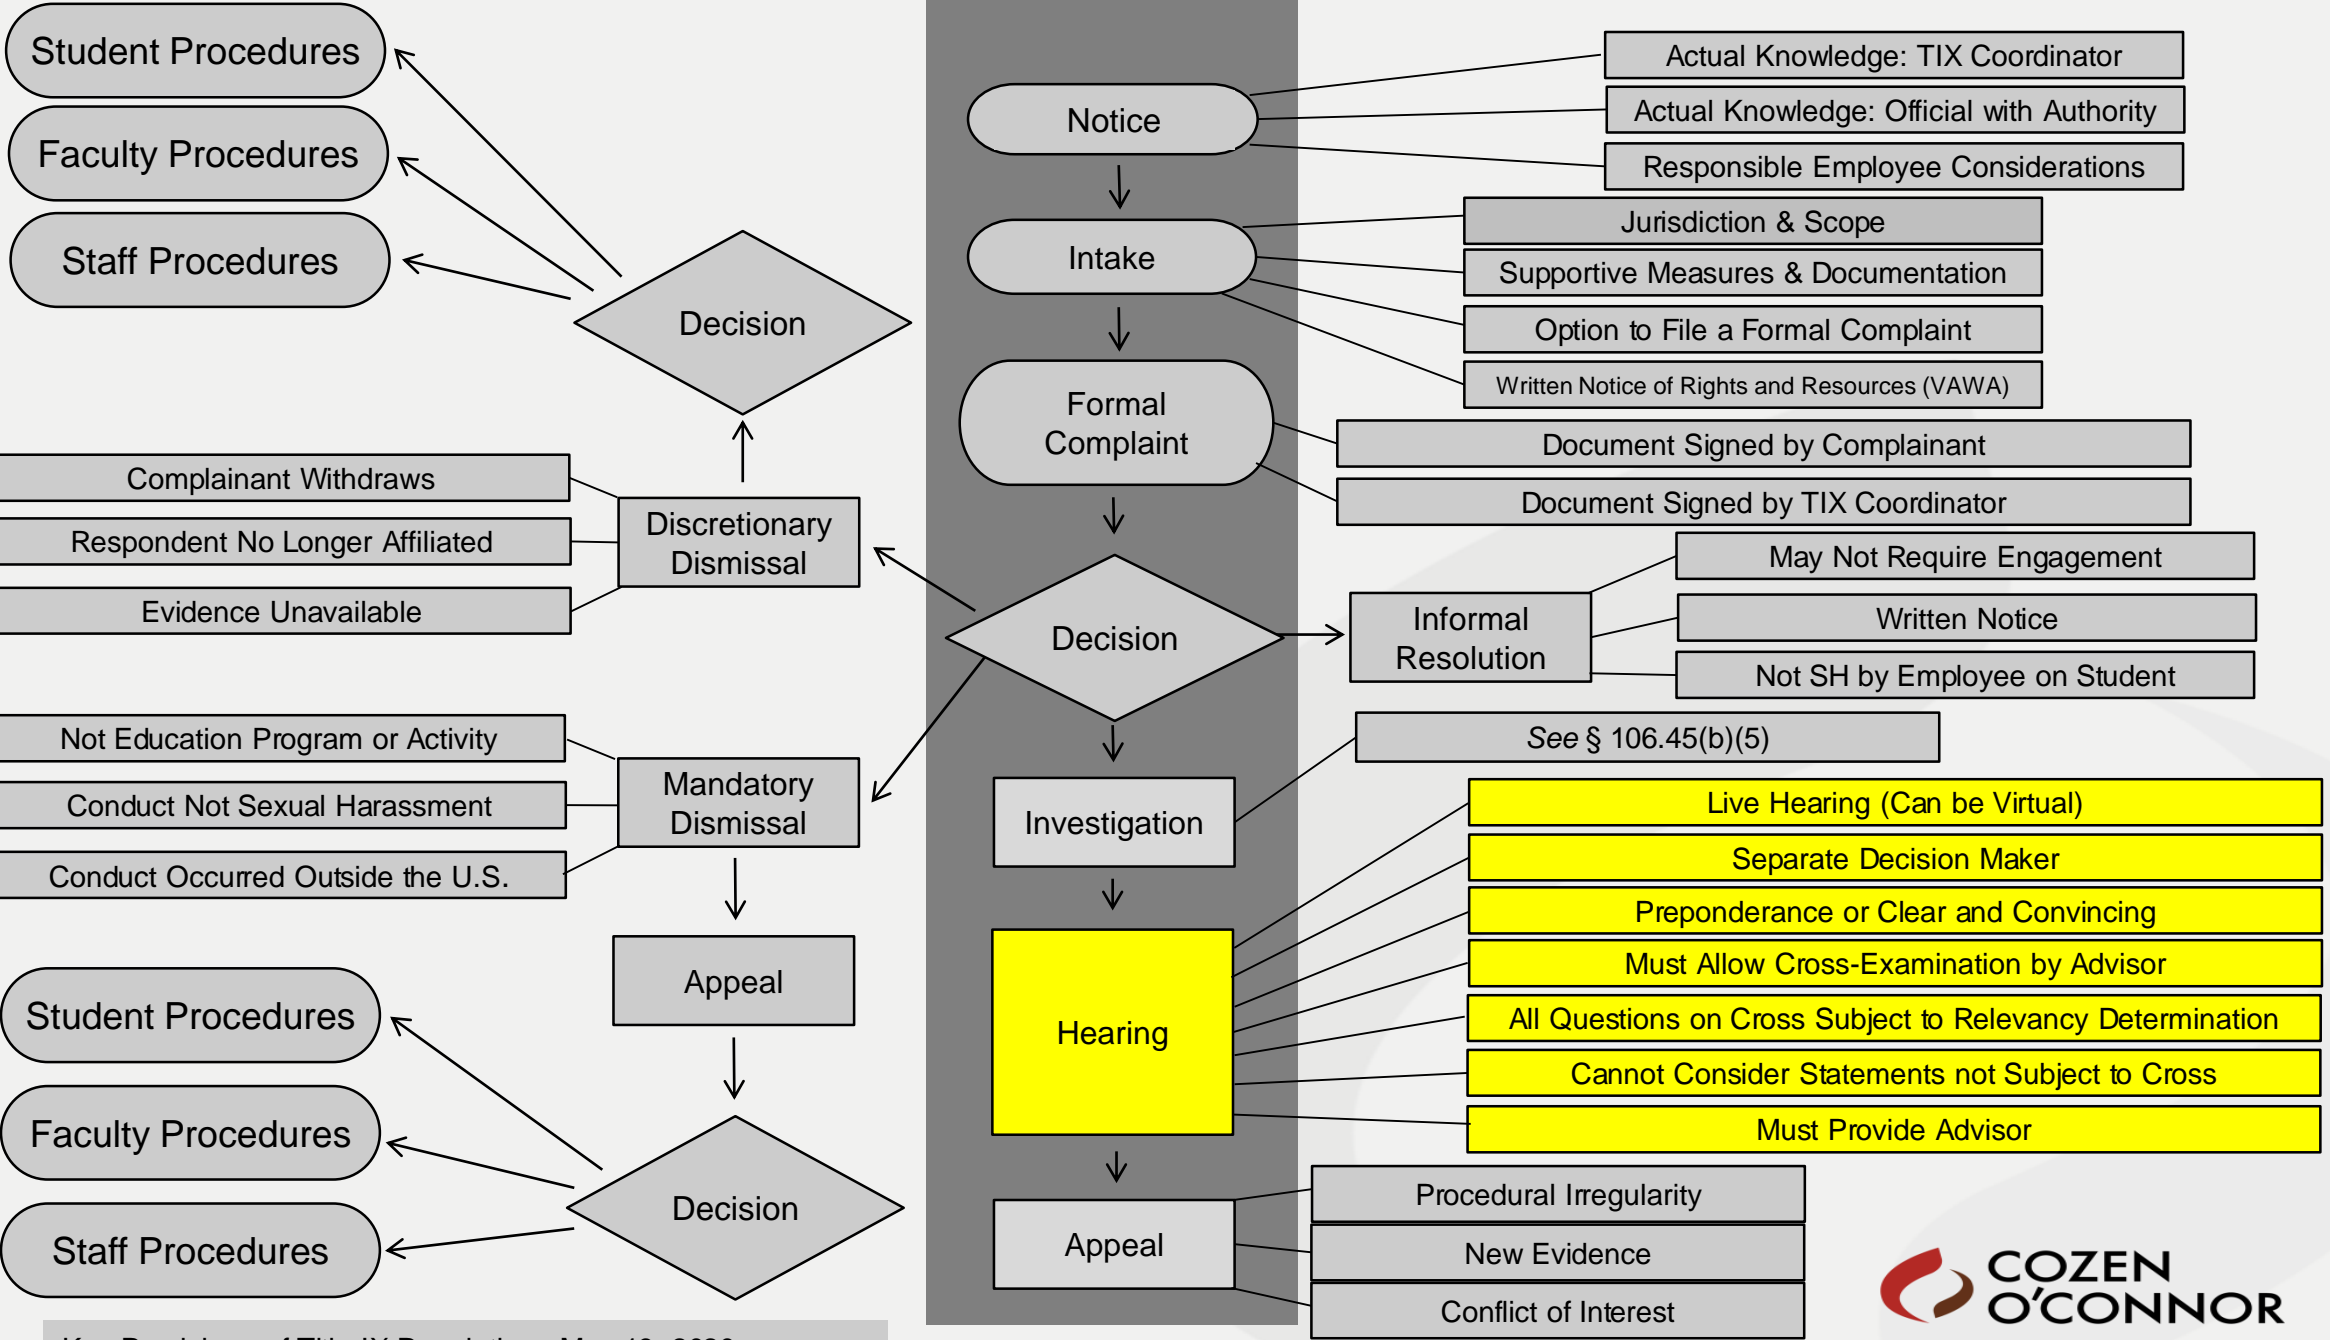 Student Procedures
Faculty Procedures
Staff Procedures
Decision
Complainant Withdraws
Respondent No Longer Affiliated
Evidence Unavailable
Discretionary
Dismissal
Not Education Program or Activity
Conduct Not Sexual Harassment
Conduct Occurred Outside the U.S.
Mandatory
Dismissal
Appeal
Student Procedures
Faculty Procedures
Staff Procedures
Decision
Notice
Actual Knowledge: TIX Coordinator
Actual Knowledge: Official with Authority
Responsible Employee Considerations
Intake
Jurisdiction & Scope
Supportive Measures & Documentation
Option to File a Formal Complaint
Written Notice of Rights and Resources (VAWA)
Formal
Complaint
Document Signed by Complainant
Document Signed by TIX Coordinator
Decision
Informal
Resolution
May Not Require Engagement
Written Notice
Not SH by Employee on Student
Investigation
See § 106.45(b)(5)
Hearing
Live Hearing (Can be Virtual)
Separate Decision Maker
Preponderance or Clear and Convincing
Must Allow Cross-Examination by Advisor
All Questions on Cross Subject to Relevancy Determination
Cannot Consider Statements not Subject to Cross
Must Provide Advisor
Appeal
Procedural Irregularity
New Evidence
Conflict of Interest
COZEN
O'CONNOR